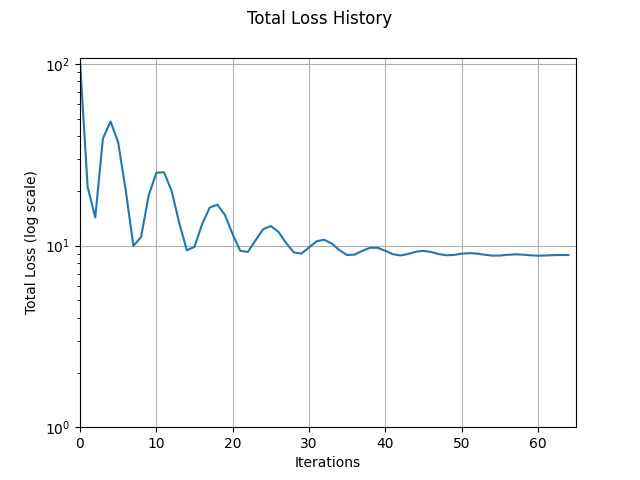 Total Loss History
10²
10¹
10⁰
Total Loss (log scale)
0 10 20 30 40 50 60
Iterations